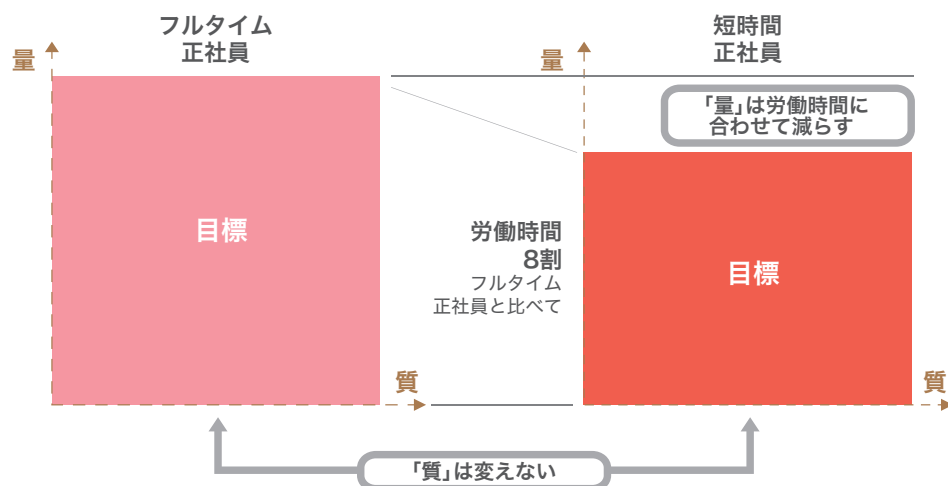 フルタイム
正社員
量
目標
質
短時間
正社員
量
「量」は労働時間に
合わせて減らす
労働時間
8割
フルタイム
正社員と比べて
目標
質
「質」は変えない